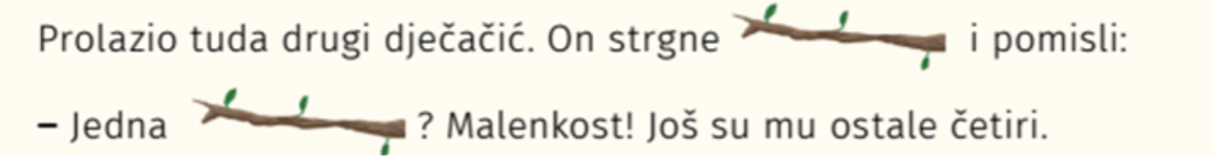 Prolazio tuda drugi dječačić. On strgne i pomisli:
– Jedna ? Malenkost! Još su mu ostale četiri.